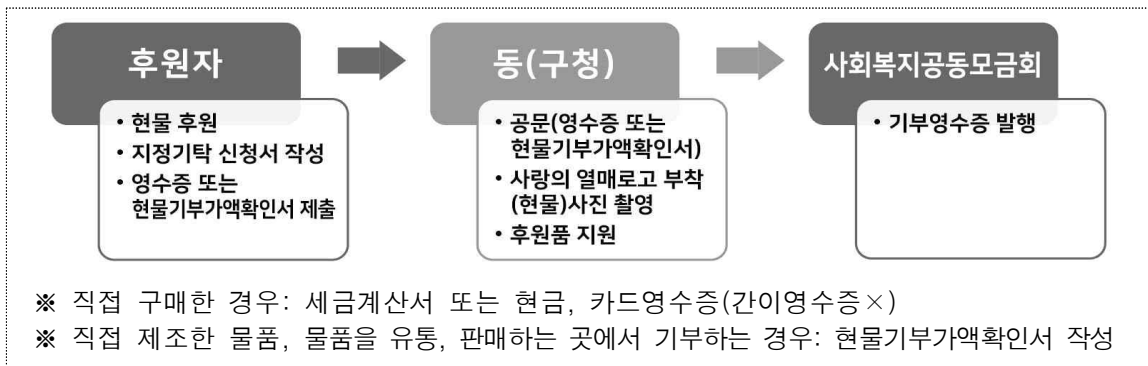 후원자
• 현물 후원
• 지정기탁 신청서 작성
• 영수증 또는
현물기부가액확인서 제출
동(구청)
• 공문(영수증 또는
현물기부가액확인서)
• 사랑의 열매로고 부착
(현물)사진 촬영
• 후원품 지원
사회복지공동모금회
• 기부영수증 발행
※ 직접 구매한 경우: 세금계산서 또는 현금, 카드영수증(간이영수증×)
※ 직접 제조한 물품, 물품을 유통, 판매하는 곳에서 기부하는 경우: 현물기부가액확인서 작성